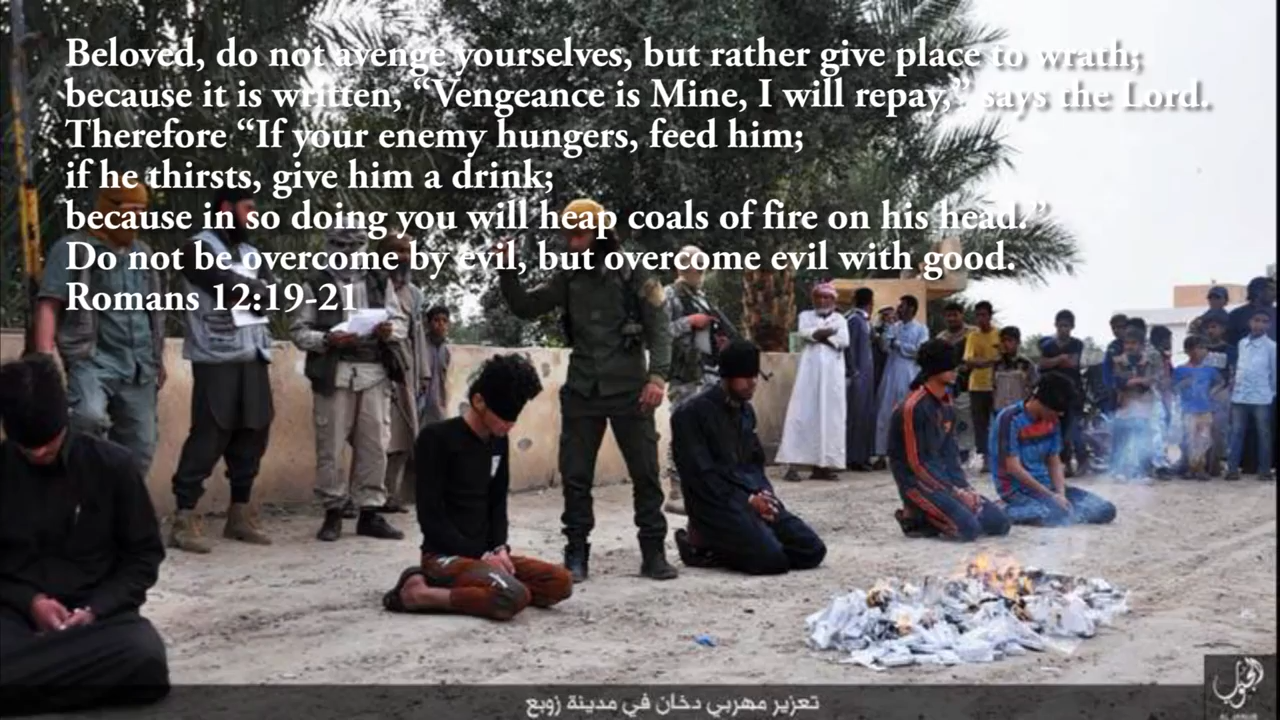 Beloved, do not avenge yourselves, but rather give place to wrath;
because it is written, “Vengeance is Mine, I will repay,” says the Lord.
Therefore “If your enemy hungers, feed him;
if he thirsts, give him a drink;
because in so doing you will heap coals of fire on his head.”
Do not be overcome by evil, but overcome evil with good.
Romans 12:19-21
تعزير مهربي دخان في مدينة زوبع